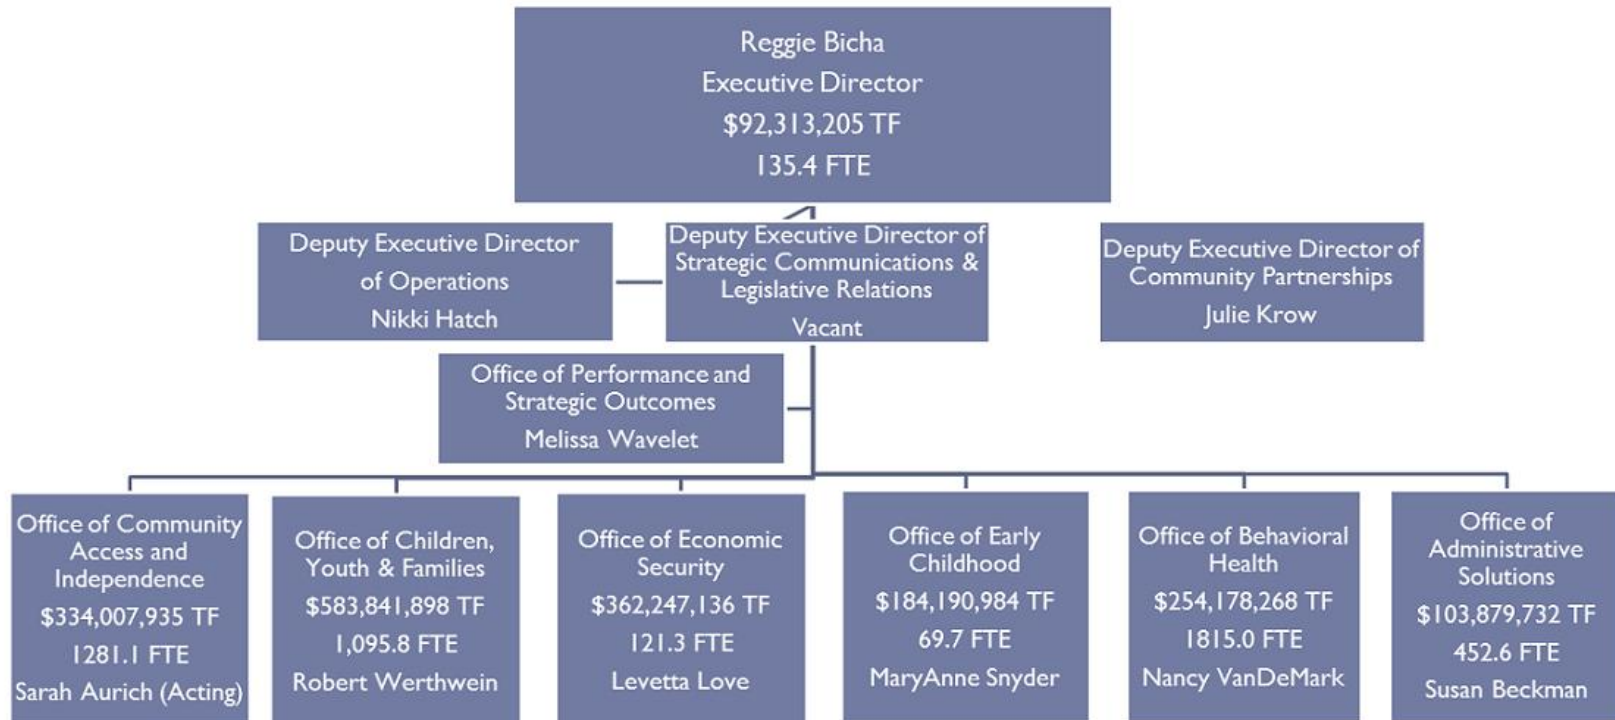 Reggie Bicha
Executive Director
$92,313,205 TF
135.4 FTE
Deputy Executive Director
of Operations
Nikki Hatch
Deputy Executive Director of
Strategic Communications &
Legislative Relations
Vacant
Deputy Executive Director of
Community Partnerships
Julie Krow
Office of Performance and
Strategic Outcomes
Melissa Wavelet
Office of Community
Access and
Independence
$334,007,935 TF
1281.1 FTE
Sarah Aurich (Acting)
Office of Children,
Youth & Families
$583,841,898 TF
1,095.8 FTE
Robert Werthwein
Office of Economic
Security
$362,247,136 TF
121.3 FTE
Levetta Love
Office of Early
Childhood
$184,190,984 TF
69.7 FTE
MaryAnne Snyder
Office of Behavioral
Health
$254,178,268 TF
1815.0 FTE
Nancy VanDeMark
Office of
Administrative
Solutions
$103,879,732 TF
452.6 FTE
Susan Beckman